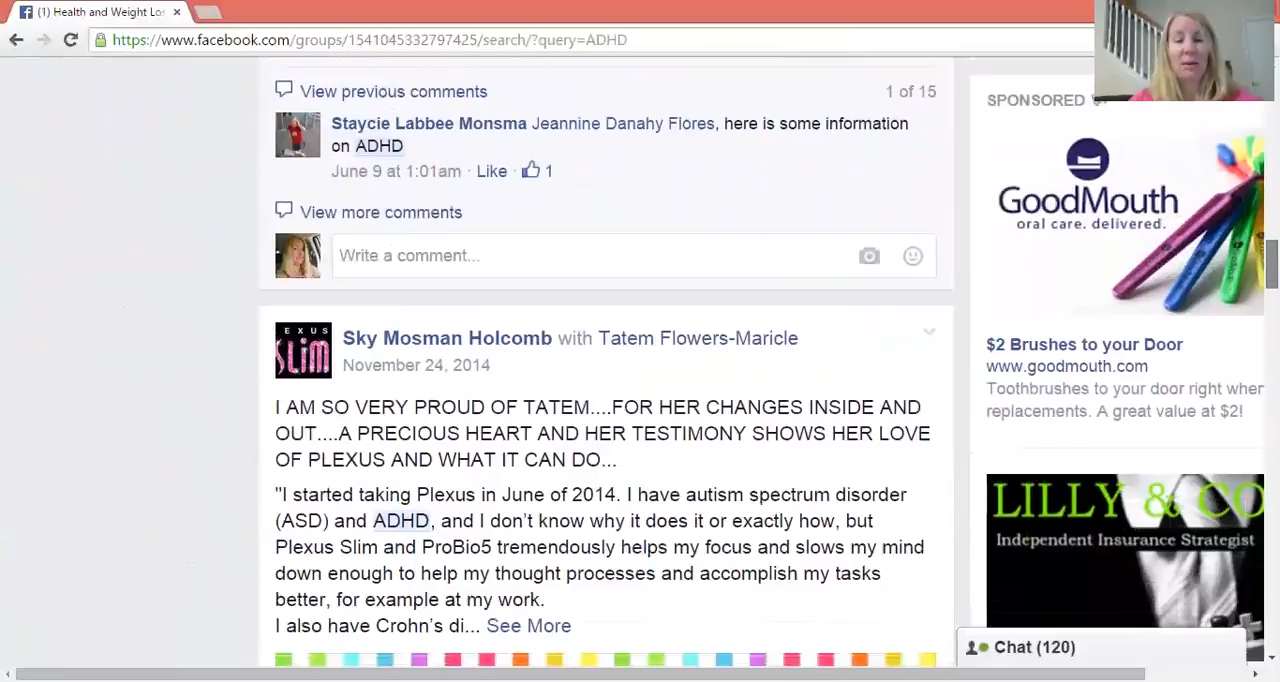 (1) Health and Weight Los
https://www.facebook.com/groups/1541045332797425/search/?query=ADHD
View previous comments
1 of 15
Staycie Labbee Monsma Jeannine Danahy Flores, here is some information
on ADHD
June 9 at 1:01am · Like · 1
View more comments
Write a comment...
EXUS
SLIM
Sky Mosman Holcomb with Tatem Flowers-Maricle
November 24, 2014
I AM SO VERY PROUD OF TATEM....FOR HER CHANGES INSIDE AND
OUT....A PRECIOUS HEART AND HER TESTIMONY SHOWS HER LOVE
OF PLEXUS AND WHAT IT CAN DO...
"I started taking Plexus in June of 2014. I have autism spectrum disorder
(ASD) and ADHD, and I don't know why it does it or exactly how, but
Plexus Slim and ProBio5 tremendously helps my focus and slows my mind
down enough to help my thought processes and accomplish my tasks
better, for example at my work.
I also have Crohn's di... See More
SPONSORED
GoodMouth
oral care. delivered.
$2 Brushes to your Door
www.goodmouth.com
Toothbrushes to your door right wher
replacements. A great value at $2!
LILLY & CO
Independent Insurance Strategist
Chat (120)